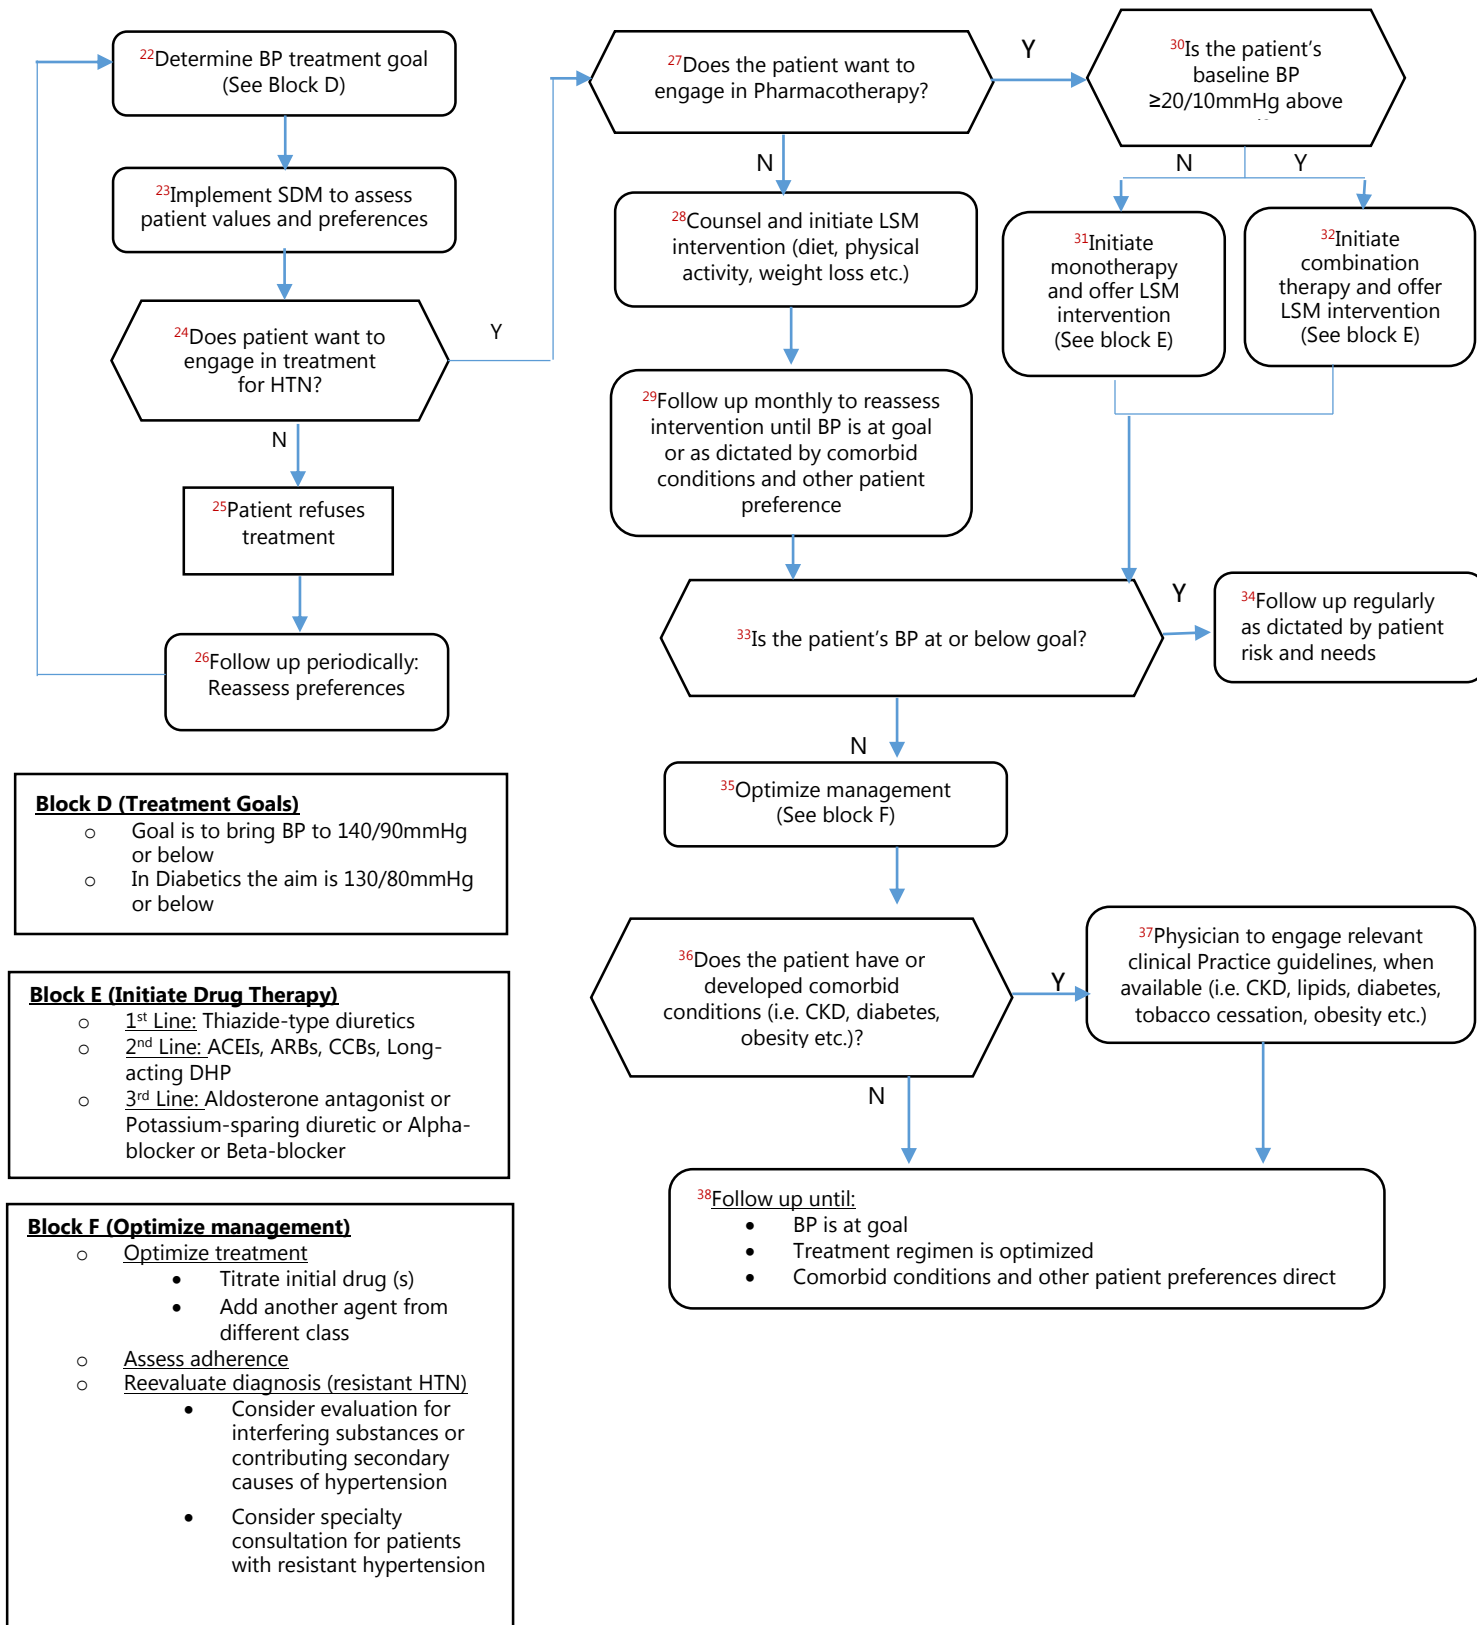 22Determine BP treatment goal
(See Block D)
23Implement SDM to assess
patient values and preferences
24Does patient want to
engage in treatment
for HTN?
Y
N
25Patient refuses
treatment
26Follow up periodically:
Reassess preferences
27Does the patient want to
engage in Pharmacotherapy?
Y
N
28Counsel and initiate LSM
intervention (diet, physical
activity, weight loss etc.)
29Follow up monthly to reassess
intervention until BP is at goal
or as dictated by comorbid
conditions and other patient
preference
30Is the patient's
baseline BP
≥20/10mmHg above
N
Y
31Initiate
monotherapy
and offer LSM
intervention
(See block E)
32Initiate
combination
therapy and offer
LSM intervention
(See block E)
33Is the patient's BP at or below goal?
Y
34Follow up regularly
as dictated by patient
risk and needs
N
35Optimize management
(See block F)
36Does the patient have or
developed comorbid
conditions (i.e. CKD, diabetes,
obesity etc.)?
Y
37Physician to engage relevant
clinical Practice guidelines, when
available (i.e. CKD, lipids, diabetes,
tobacco cessation, obesity etc.)
N
38Follow up until:
• BP is at goal
• Treatment regimen is optimized
• Comorbid conditions and other patient preferences direct
Block D (Treatment Goals)
o Goal is to bring BP to 140/90mmHg
or below
o In Diabetics the aim is 130/80mmHg
or below
Block E (Initiate Drug Therapy)
o 1st Line: Thiazide-type diuretics
o 2nd Line: ACEIs, ARBs, CCBs, Long-
acting DHP
o 3rd Line: Aldosterone antagonist or
Potassium-sparing diuretic or Alpha-
blocker or Beta-blocker
Block F (Optimize management)
o Optimize treatment
• Titrate initial drug (s)
• Add another agent from
different class
o Assess adherence
o Reevaluate diagnosis (resistant HTN)
• Consider evaluation for
interfering substances or
contributing secondary
causes of hypertension
• Consider specialty
consultation for patients
with resistant hypertension